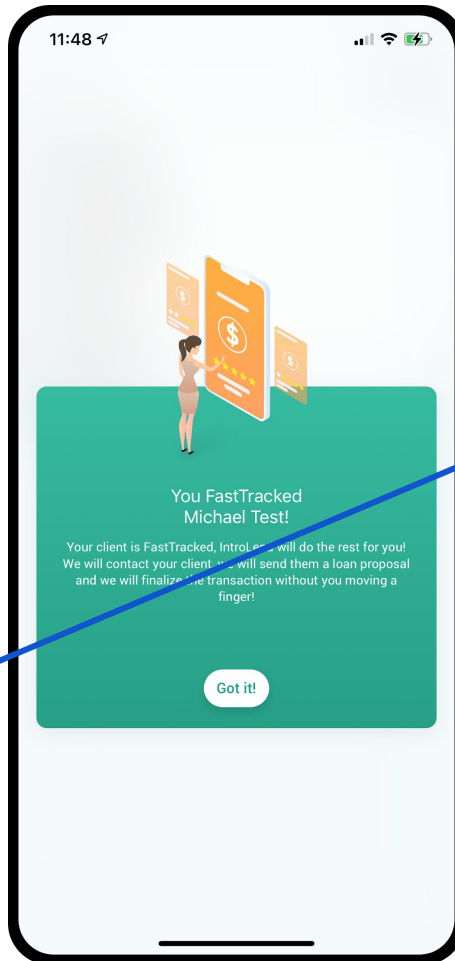 11:48
$
$
$
You FastTracked
Michael Test!
Your client is FastTracked, IntroLend will do the rest for you!
We will contact your client, we will send them a loan proposal
and we will finalize the transaction without you moving a
finger!
Got it!